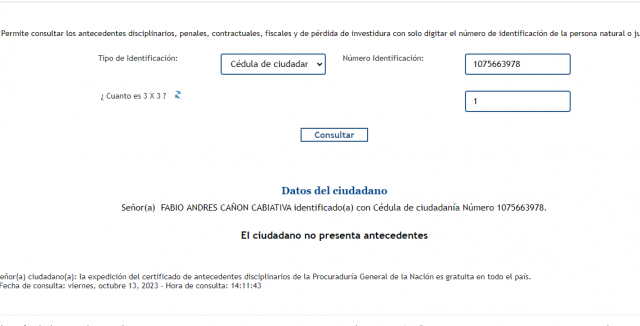 Permite consultar los antecedentes disciplinarios, penales, contractuales, fiscales y de pérdida de investidura con solo digitar el número de identificación de la persona natural o ju
Tipo de Identificación: Cédula de ciudadar Número Identificación: 1075663978
¿ Cuanto es 3 X 3 ? 1
Consultar
Datos del ciudadano
Señor(a) FABIO ANDRES CAÑON CABIATIVA identificado(a) con Cédula de ciudadanía Número 1075663978.
El ciudadano no presenta antecedentes
eñor(a) ciudadano(a): la expedición del certificado de antecedentes disciplinarios de la Procuraduría General de la Nación es gratuita en todo el país.
Fecha de consulta: viernes, octubre 13, 2023 - Hora de consulta: 14:11:43